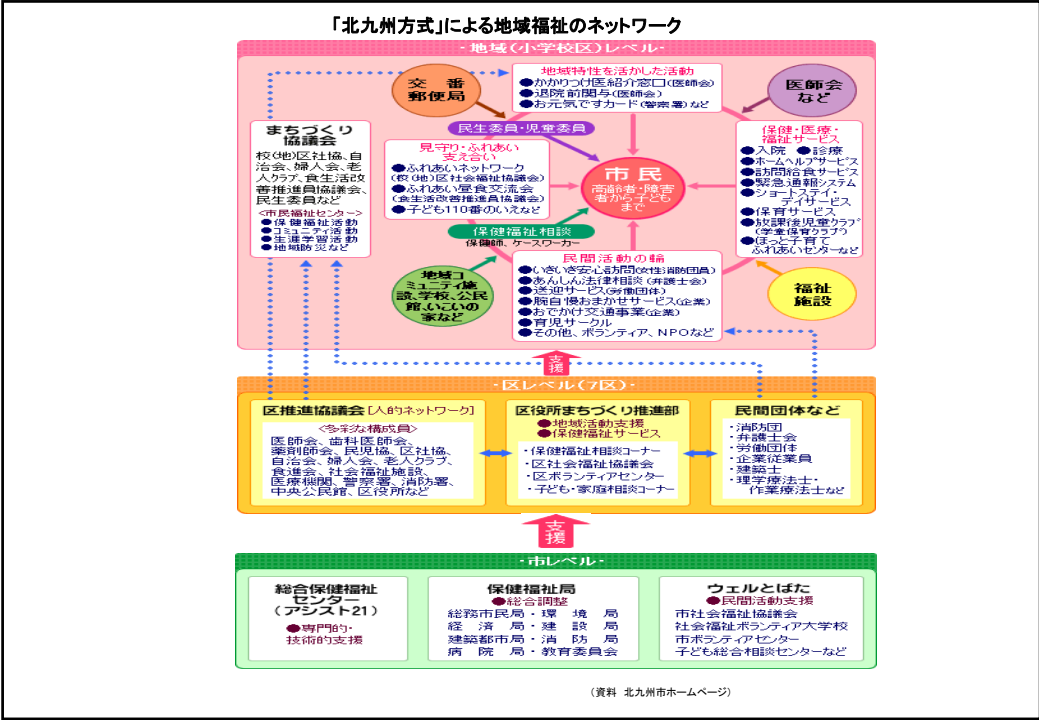 「北九州方式」による地域福祉のネットワーク
・地域(小学校区)レベル・
交番
郵便局
地域特性を活かした活動
●かかりつけ医紹介窓口(医師会)
●退院前関与(医師会)
●お元気ですカード(警察署)など
医師会
など
まちづくり
協議会
校(地)区社協、自
治会、婦人会、老
人クラブ、食生活改
善推進員協議会、
民生委員など
<市民福祉センター>
●保健福祉活動
●コミュニティ活動
●生涯学習活動
●地域防災など
民生委員・児童委員
見守り・ふれあい
支え合い
●ふれあいネットワーク
(校(地)区社会福祉協議会)
●ふれあい昼食交流会
(食生活改善推進員協議会)
●子ども110番のいえなど
市民
高齢者・障害
者から子ども
まで
保健・医療・
福祉サービス
●入院 ●診療
●ホームヘルプサービス
●訪問給食サービス
●緊急通報システム
●ショートステイ・
デイサービス
●保育サービス
●放課後児童クラブ
(学童保育クラブ)
●ほっと子育て
ふれあいセンターなど
保健福祉相談
保健師、ケースワーカー
地域コ
ミュニティ施
設、学校、公民
館、いこいの
家など
民間活動の輪
●いきいき安心訪問(女性消防団員)
●あんしん法律相談(弁護士会)
●送迎サービス(労働団体)
●腕自慢おまかせサービス(企業)
●おでかけ交通事業(企業)
●育児サークル
●その他、ボランティア、NPOなど
福祉
施設
支援
・区レベル(7区)・
区推進協議会[人的ネットワーク]
<多彩な構成員>
医師会、歯科医師会、
薬剤師会、民児協、区社協、
自治会、婦人会、老人クラブ、
食進会、社会福祉施設、
医療機関、警察署、消防署、
中央公民館、区役所など
区役所まちづくり推進部
●地域活動支援
●保健福祉サービス
・保健福祉相談コーナー
・区社会福祉協議会
・区ボランティアセンター
・子ども・家庭相談コーナー
民間団体など
・消防団
・弁護士会
・労働団体
・企業従業員
・建築士
・理学療法士・
作業療法士など
支援
・市レベル・
総合保健福祉
センター
(アシスト21)
●専門的・
技術的支援
保健福祉局
●総合調整
総務市民局・環境局
経済局・建設局
建築都市局・消防局
病院局・教育委員会
ウェルとばた
●民間活動支援
市社会福祉協議会
社会福祉ボランティア大学校
市ボランティアセンター
子ども総合相談センターなど
(資料 北九州市ホームページ)